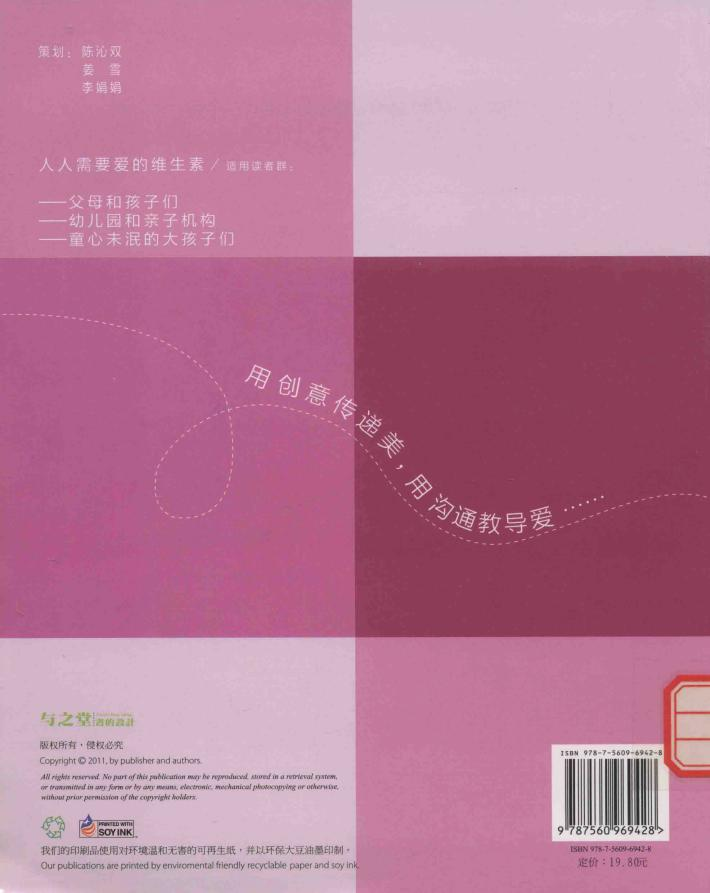 策划：陈沁双
姜 雪
李娟娟
人人需要爱的维生素 / 适用读者群：
——父母和孩子们
——幼儿园和亲子机构
——童心未泯的大孩子们
用创意传递美，用沟通教导爱……
与之堂
版权所有，侵权必究
Copyright © 2011, by publisher and authors.
All rights reserved. No part of this publication may be reproduced, stored in a retrieval system,
or transmitted in any form or by any means, electronic, mechanical photocopying or otherwise,
without prior permission of the copyright holders.
PRINTED WITH
SOY INK
我们的印刷品使用对环境温和无害的可再生纸，并以环保大豆油墨印制。
Our publications are printed by enviromental friendly recyclable paper and soy ink.
ISBN 978-7-5609-6942-8
9 787560 969428 >
ISBN 978-7-5609-6942-8
定价：19.80元